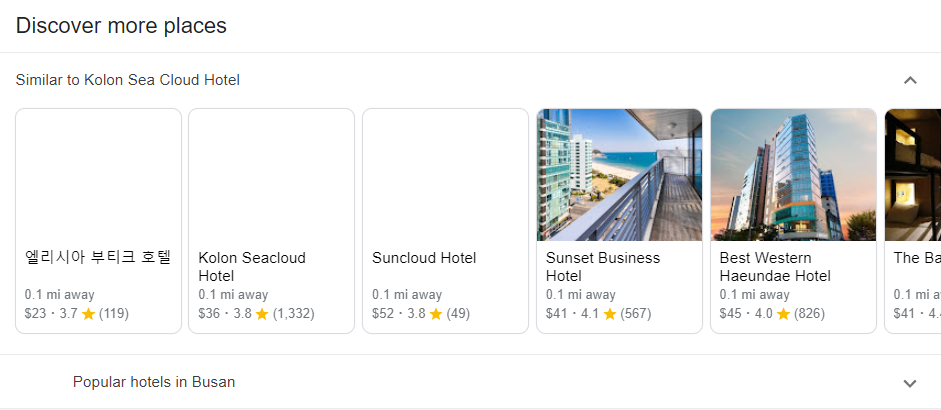 Discover more places
Similar to Kolon Sea Cloud Hotel
엘리시아 부티크 호텔
0.1 mi away
$23 · 3.7 ★ (119)
Kolon Seacloud
Hotel
0.1 mi away
$36 · 3.8 ★ (1,332)
Suncloud Hotel
0.1 mi away
$52 · 3.8 ★ (49)
Sunset Business
Hotel
0.1 mi away
$41 · 4.1 ★ (567)
Best Western
Haeundae Hotel
0.1 mi away
$45 · 4.0 ★ (826)
The Ba
0.1 mi a
$41 · 4.
Popular hotels in Busan